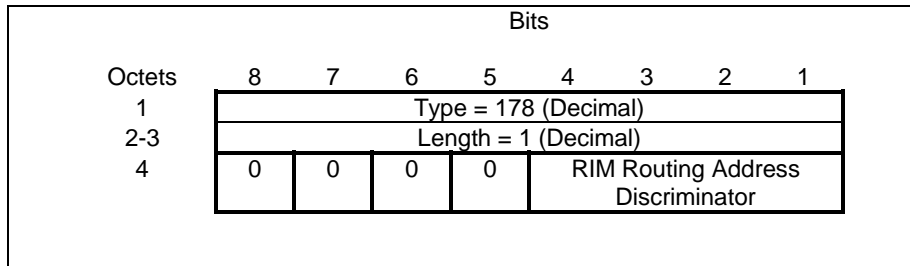 Bits
Octets 8 7 6 5 4 3 2 1
1 Type = 178 (Decimal)
2-3 Length = 1 (Decimal)
4 0 0 0 0 RIM Routing Address
Discriminator